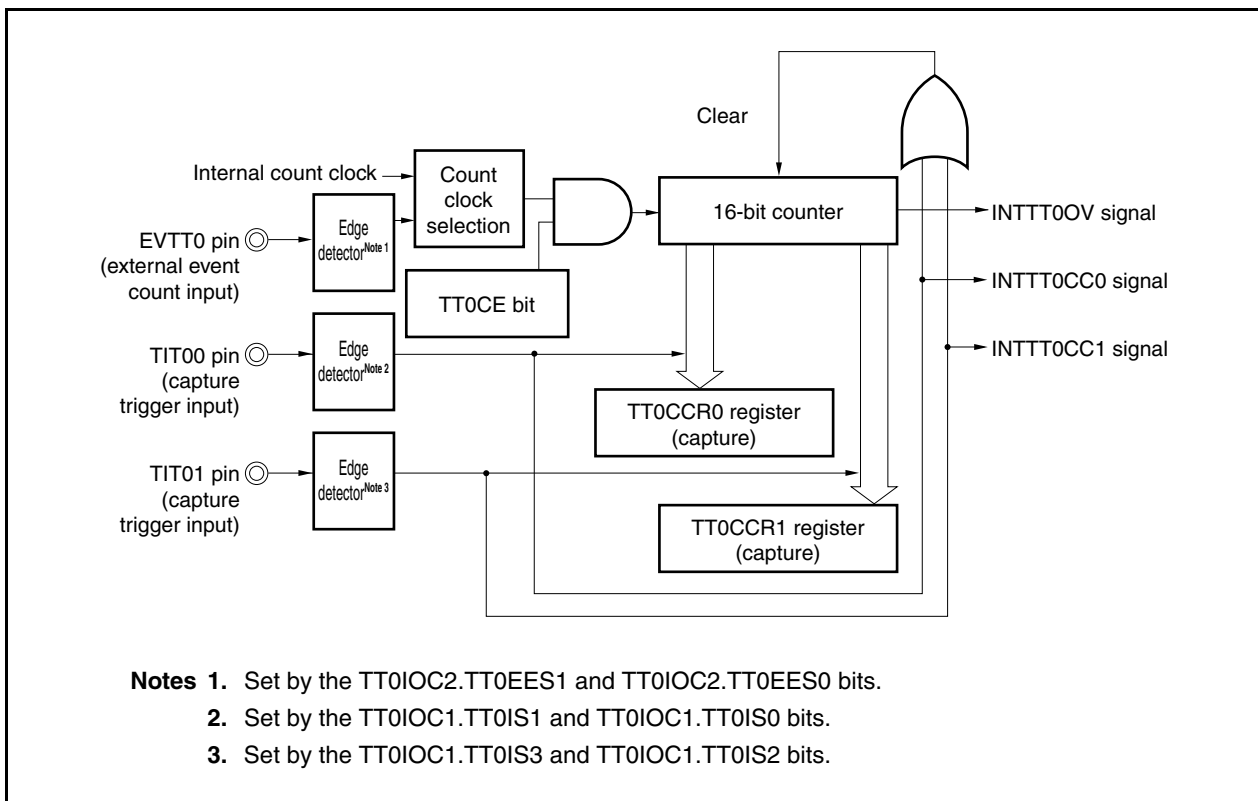 Clear
Internal count clock
Count
clock
selection
16-bit counter
INTTT0OV signal
Edge
detectorNote 1
EVTT0 pin
(external event
count input)
INTTT0CC0 signal
TT0CE bit
TIT00 pin
(capture
trigger input)
Edge
detectorNote 2
INTTT0CC1 signal
TT0CCR0 register
(capture)
TIT01 pin
(capture
trigger input)
Edge
detectorNote 3
TT0CCR1 register
(capture)
Notes 1. Set by the TT0IOC2.TT0EES1 and TT0IOC2.TT0EES0 bits.
2. Set by the TT0IOC1.TT0IS1 and TT0IOC1.TT0IS0 bits.
3. Set by the TT0IOC1.TT0IS3 and TT0IOC1.TT0IS2 bits.